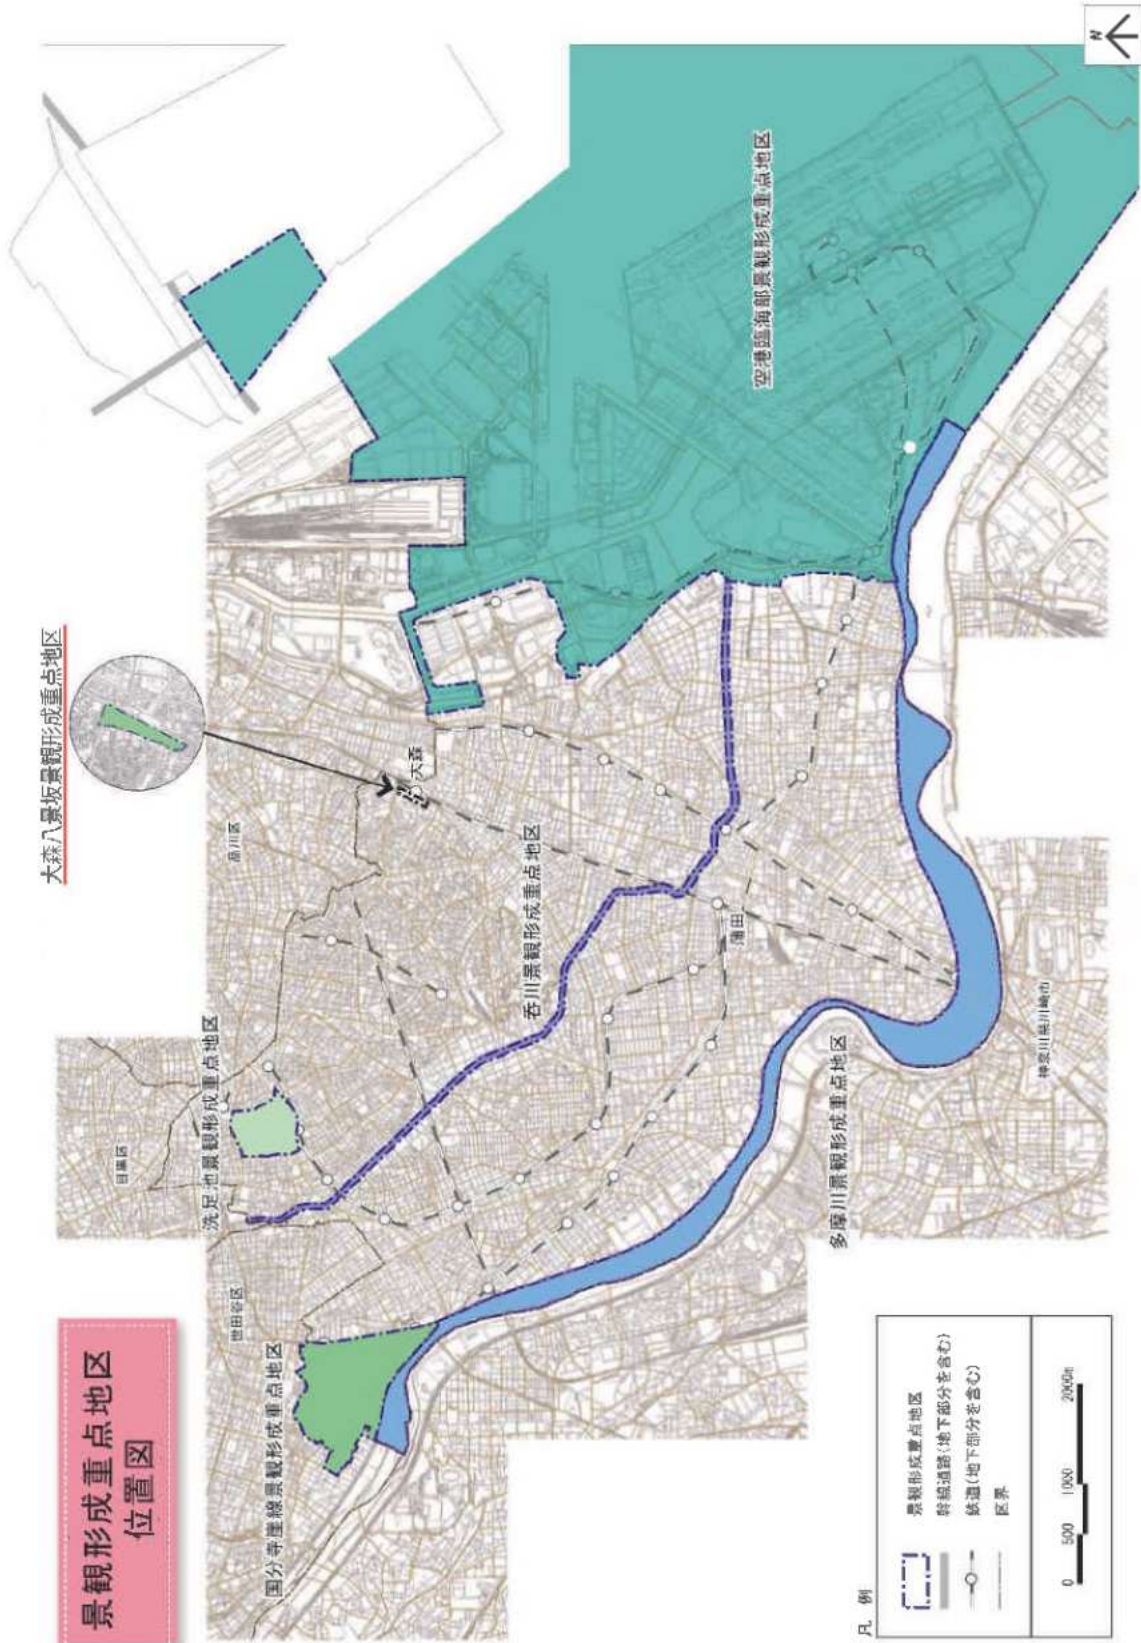 景観形成重点地区
位置図
大森八景坂景観形成重点地区
空港臨海部景観形成重点地区
呑川景観形成重点地区
洗足池景観形成重点地区
国分寺崖線景観形成重点地区
多摩川景観形成重点地区
大森
蒲田
品川区
目黒区
世田谷区
神奈川県川崎市
N
凡 例
景観形成重点地区
幹線道路(地下部分を含む)
鉄道(地下部分を含む)
区界
0 500 1000 2000m